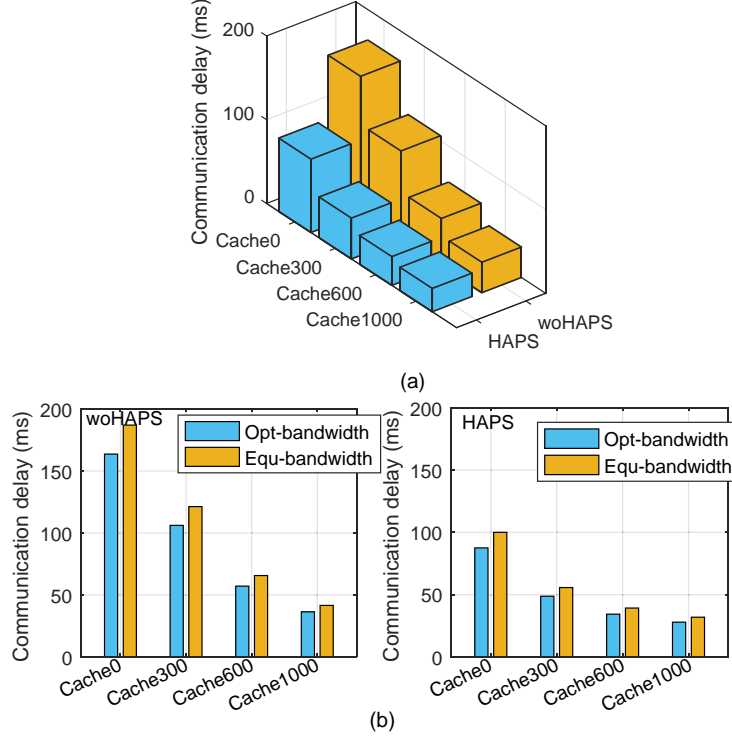 200
100
0
Communication delay (ms)
Cache0
Cache300
Cache600
Cache1000
HAPS
woHAPS
(a)
200
150
100
50
0
Communication delay (ms)
woHAPS
Opt-bandwidth
Equ-bandwidth
Cache0
Cache300
Cache600
Cache1000
200
150
100
50
0
Communication delay (ms)
HAPS
Opt-bandwidth
Equ-bandwidth
Cache0
Cache300
Cache600
Cache1000
(b)